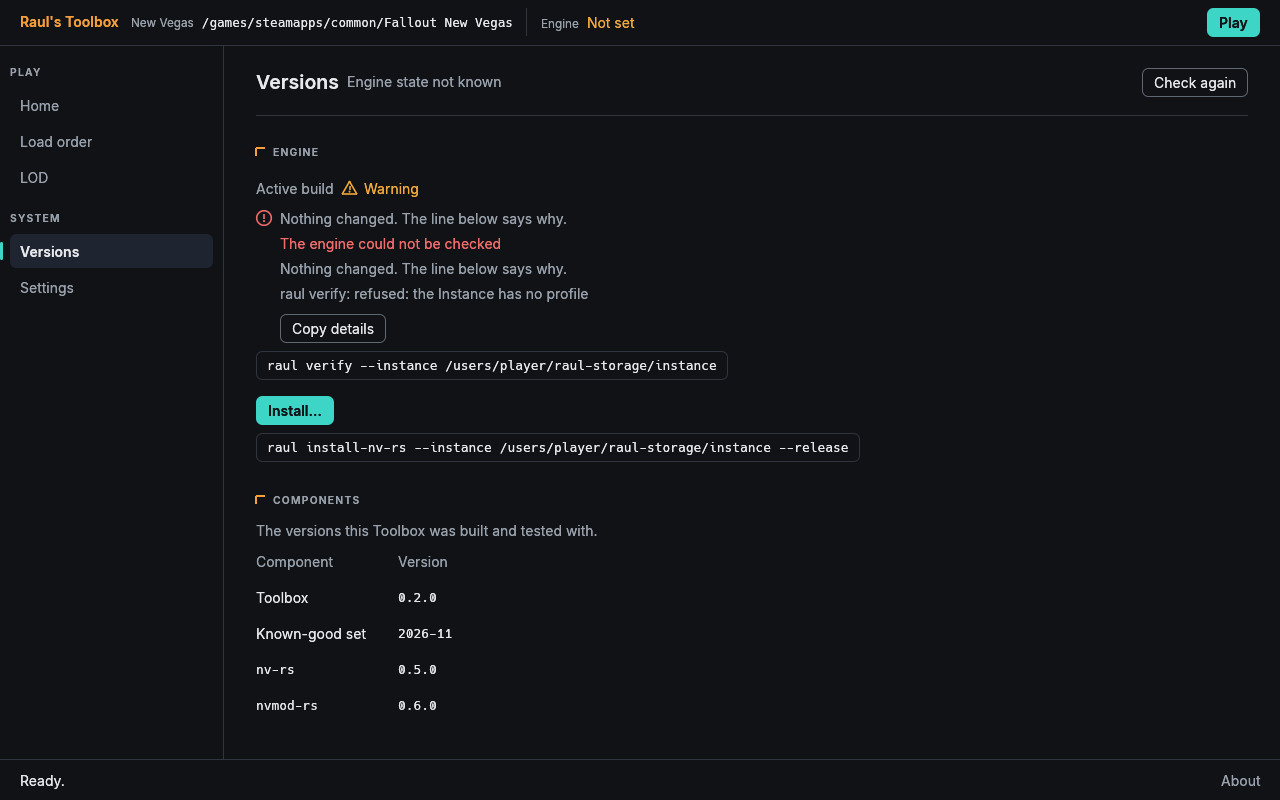 Raul's Toolbox New Vegas /games/steamapps/common/Fallout New Vegas Engine Not set Play
PLAY
Home
Load order
LOD
SYSTEM
Versions
Settings
Versions Engine state not known Check again
ENGINE
Active build Warning
Nothing changed. The line below says why.
The engine could not be checked
Nothing changed. The line below says why.
raul verify: refused: the Instance has no profile
Copy details
raul verify --instance /users/player/raul-storage/instance
Install...
raul install-nv-rs --instance /users/player/raul-storage/instance --release
COMPONENTS
The versions this Toolbox was built and tested with.
Component Version
Toolbox 0.2.0
Known-good set 2026-11
nv-rs 0.5.0
nvmod-rs 0.6.0
Ready. About